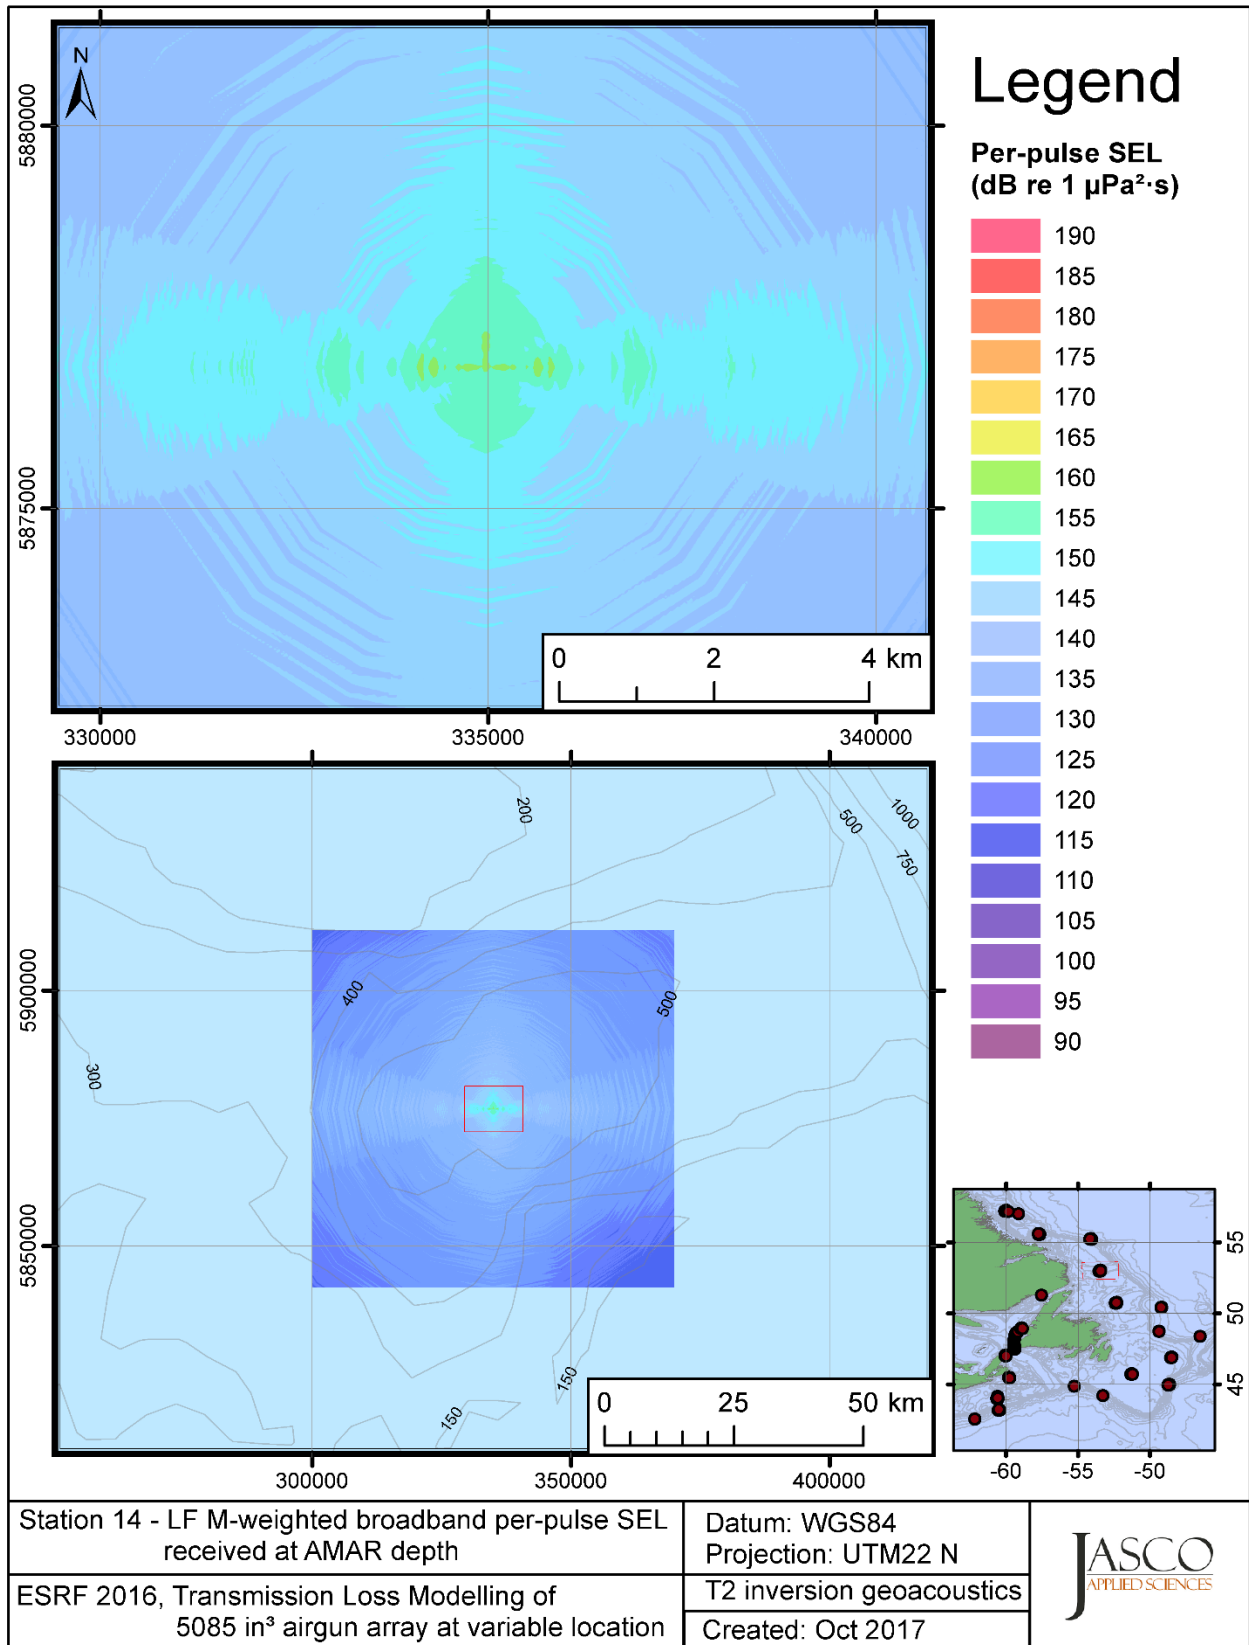 N
5880000
5875000
0 2 4 km
330000 335000 340000
Legend
Per-pulse SEL
(dB re 1 µPa²·s)
190
185
180
175
170
165
160
155
150
145
140
135
130
125
120
115
110
105
100
95
90
200
500
1000
750
400
500
300
150
150
5900000
5850000
0 25 50 km
300000 350000 400000
55
50
45
-60 -55 -50
Station 14 - LF M-weighted broadband per-pulse SEL
received at AMAR depth
ESRF 2016, Transmission Loss Modelling of
5085 in³ airgun array at variable location
Datum: WGS84
Projection: UTM22 N
T2 inversion geoacoustics
Created: Oct 2017
JASCO
APPLIED SCIENCES